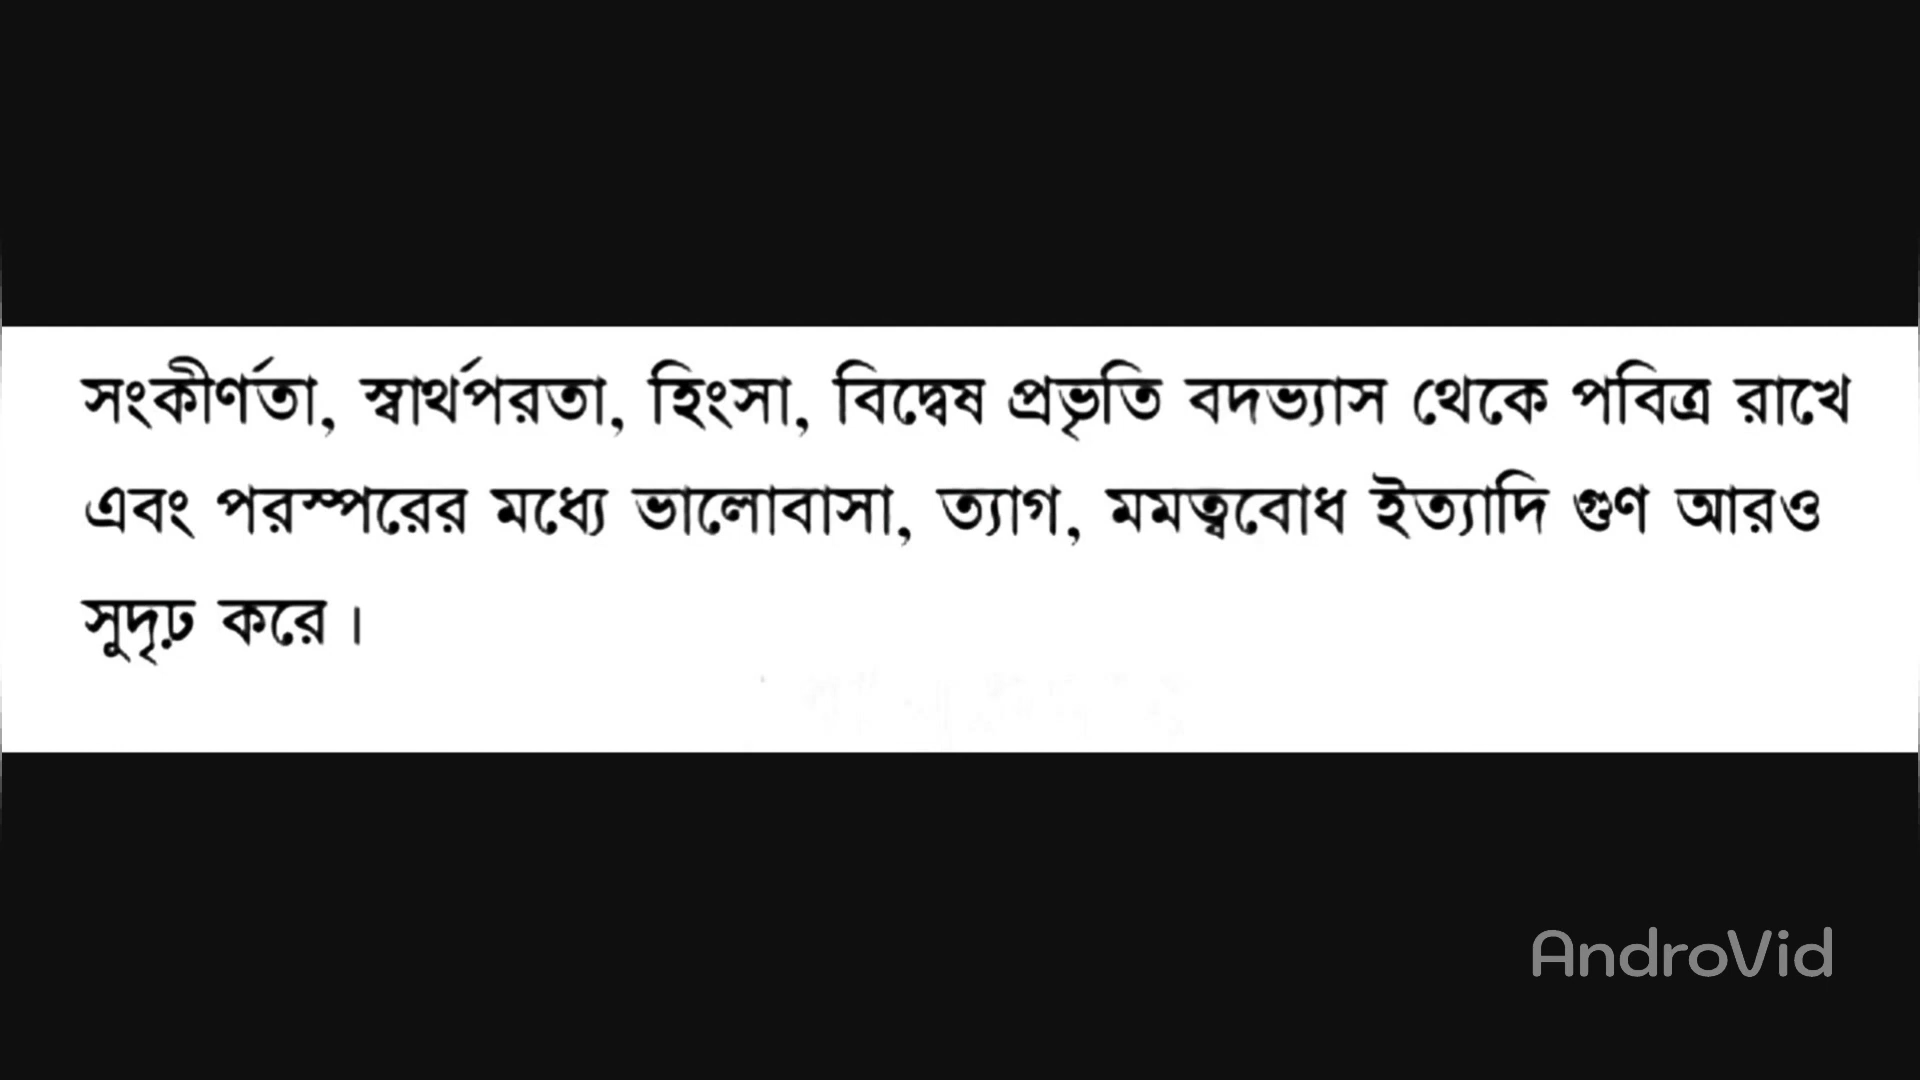 সংকীর্ণতা, স্বার্থপরতা, হিংসা, বিদ্বেষ প্রভৃতি বদভ্যাস থেকে পবিত্র রাখে
এবং পরস্পরের মধ্যে ভালোবাসা, ত্যাগ, মমত্ববোধ ইত্যাদি গুণ আরও
সুদৃঢ় করে।
AndroVid